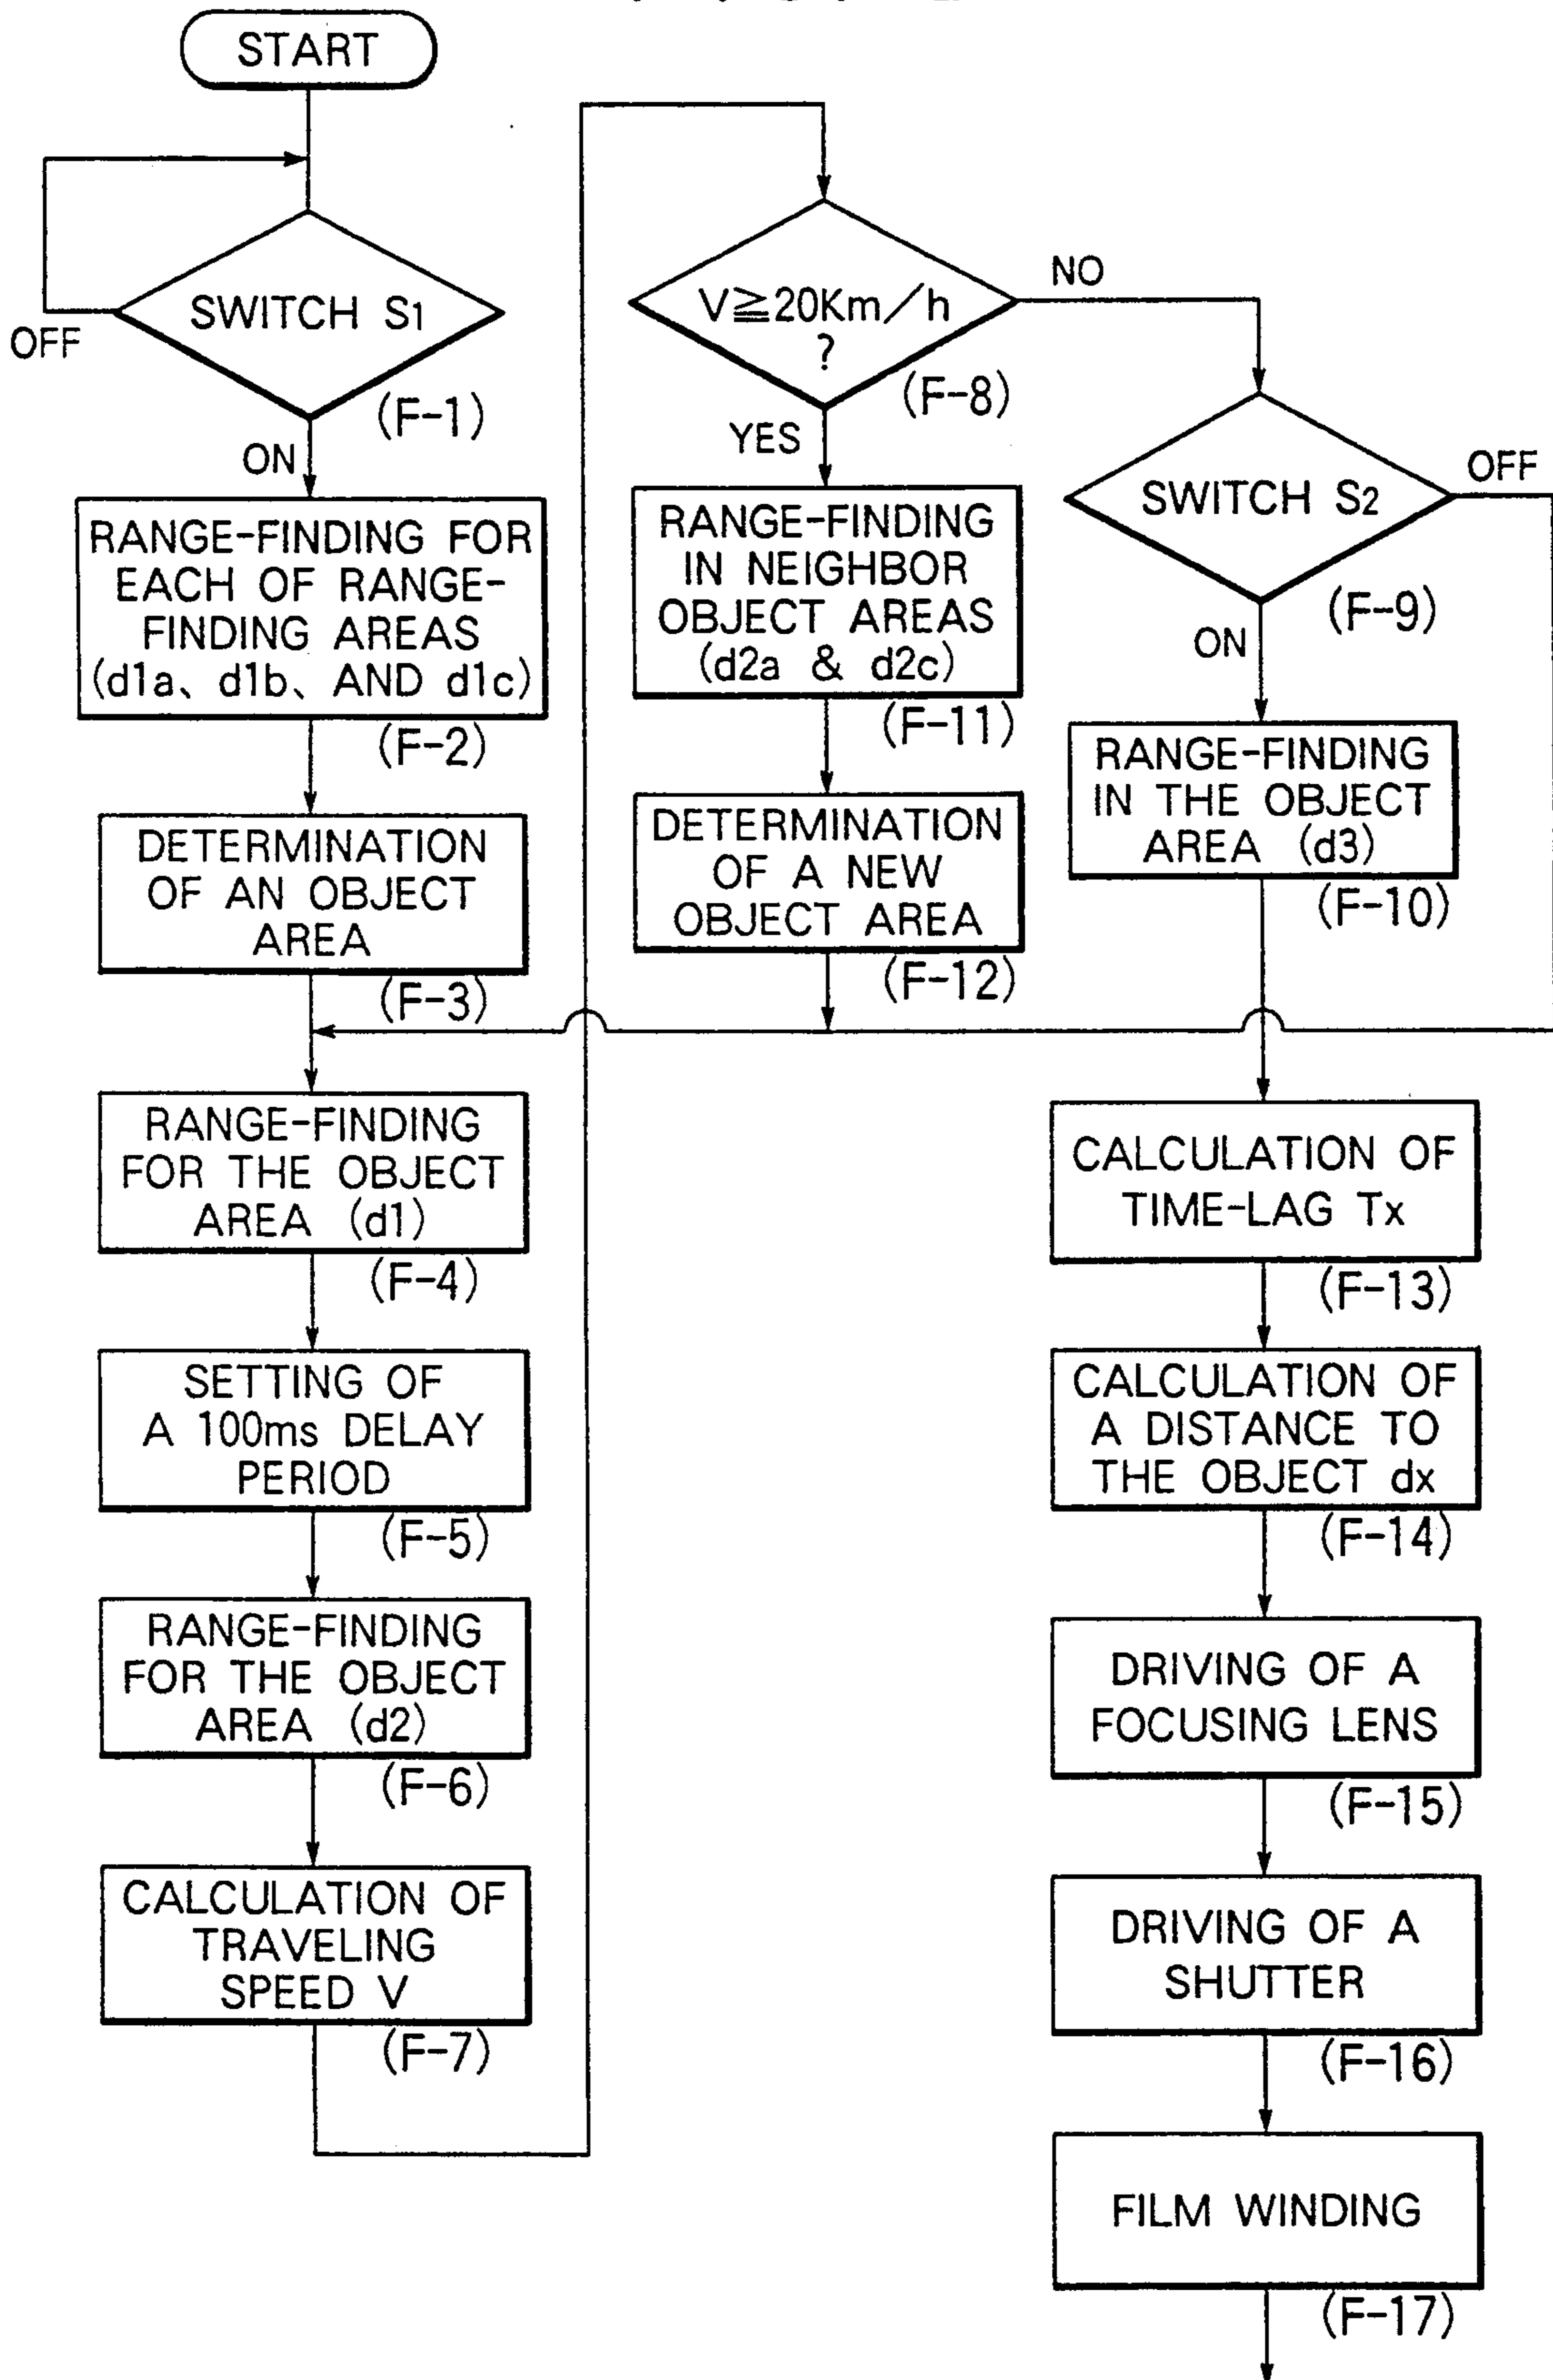 START
SWITCH S1
OFF
(F-1)
ON
RANGE-FINDING FOR
EACH OF RANGE-
FINDING AREAS
(d1a、d1b、AND d1c)
(F-2)
DETERMINATION
OF AN OBJECT
AREA
(F-3)
RANGE-FINDING
FOR THE OBJECT
AREA (d1)
(F-4)
SETTING OF
A 100ms DELAY
PERIOD
(F-5)
RANGE-FINDING
FOR THE OBJECT
AREA (d2)
(F-6)
CALCULATION OF
TRAVELING
SPEED V
(F-7)
V≧20Km/h
?
NO
(F-8)
YES
RANGE-FINDING
IN NEIGHBOR
OBJECT AREAS
(d2a & d2c)
(F-11)
DETERMINATION
OF A NEW
OBJECT AREA
(F-12)
SWITCH S2
OFF
(F-9)
ON
RANGE-FINDING
IN THE OBJECT
AREA (d3)
(F-10)
CALCULATION OF
TIME-LAG Tx
(F-13)
CALCULATION OF
A DISTANCE TO
THE OBJECT dx
(F-14)
DRIVING OF A
FOCUSING LENS
(F-15)
DRIVING OF A
SHUTTER
(F-16)
FILM WINDING
(F-17)